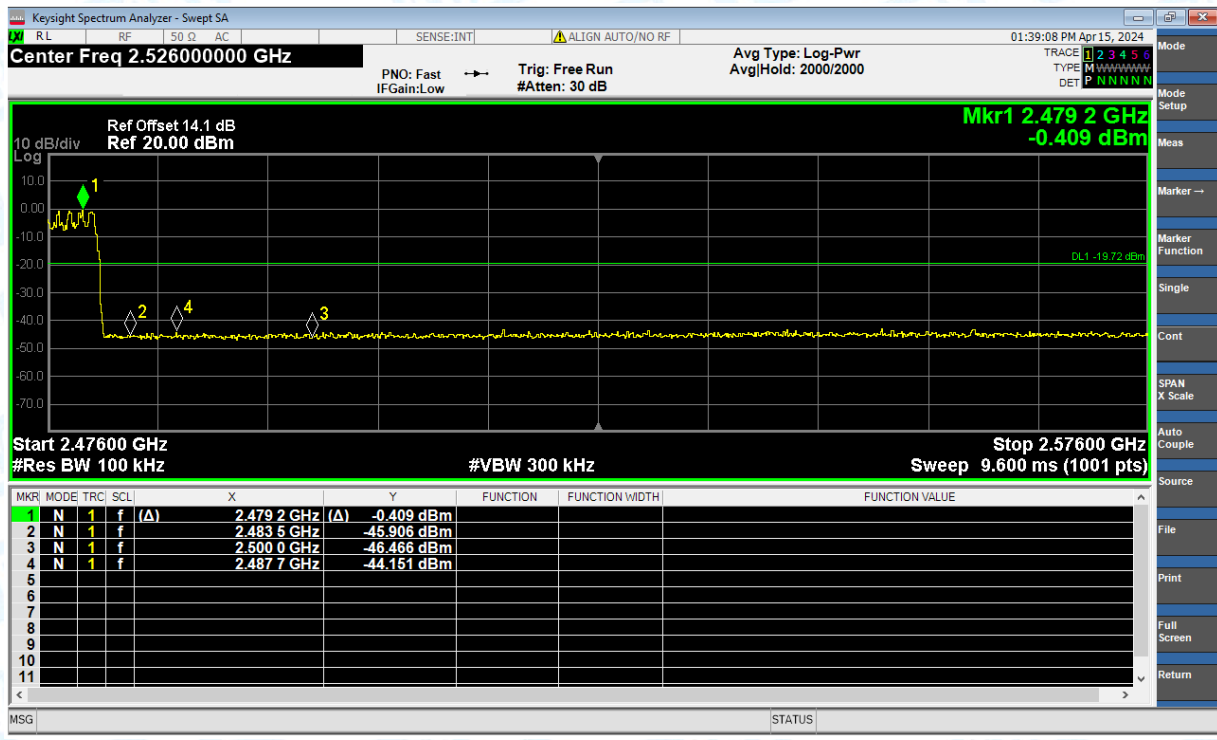 Keysight Spectrum Analyzer - Swept SA
LXI RL RF 50 Ω AC SENSE:INT ALIGN AUTO/NO RF 01:39:08 PM Apr 15, 2024
Center Freq 2.526000000 GHz
PNO: Fast
IFGain:Low
Trig: Free Run
#Atten: 30 dB
Avg Type: Log-Pwr
Avg|Hold: 2000/2000
TRACE 1 2 3 4 5 6
TYPE M WWWWW
DET P N N N N N
Mkr1 2.479 2 GHz
-0.409 dBm
Ref Offset 14.1 dB
10 dB/div Ref 20.00 dBm
Log
10.0
0.00
-10.0
-20.0
-30.0
-40.0
-50.0
-60.0
-70.0
1
2
4
3
DL1 -19.72 dBm
Start 2.47600 GHz Stop 2.57600 GHz
#Res BW 100 kHz #VBW 300 kHz Sweep 9.600 ms (1001 pts)
MKR MODE TRC SCL X Y FUNCTION FUNCTION WIDTH FUNCTION VALUE
1 N 1 f (Δ) 2.479 2 GHz (Δ) -0.409 dBm
2 N 1 f 2.483 5 GHz -45.906 dBm
3 N 1 f 2.500 0 GHz -46.466 dBm
4 N 1 f 2.487 7 GHz -44.151 dBm
5
6
7
8
9
10
11
MSG STATUS
Mode
Mode
Setup
Meas
Marker →
Marker
Function
Single
Cont
SPAN
X Scale
Auto
Couple
Source
File
Print
Full
Screen
Return